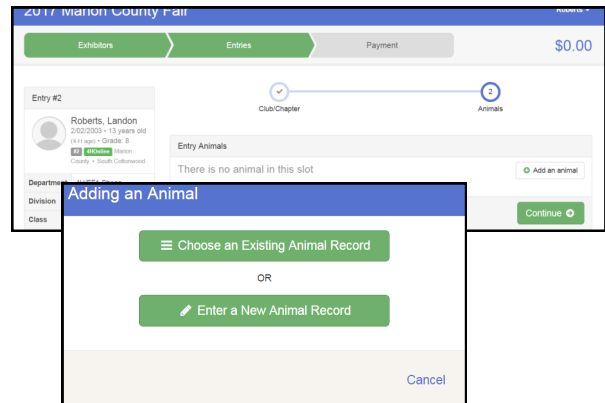 2017 Marion County Fair
Roberts
Exhibitors
Entries
Payment
$0.00
Entry #2
Roberts, Landon
2/02/2003 • 13 years old
(4-H age) • Grade: 8
#2 4HOnline Marion
County • South Cottonwood
Department
Division
Class
Club/Chapter
2
Animals
Entry Animals
There is no animal in this slot
Add an animal
Continue
Adding an Animal
Choose an Existing Animal Record
OR
Enter a New Animal Record
Cancel